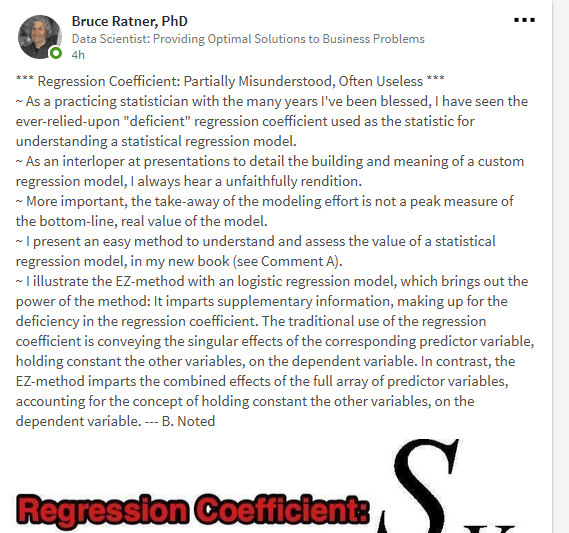 Bruce Ratner, PhD
Data Scientist: Providing Optimal Solutions to Business Problems
4h
*** Regression Coefficient: Partially Misunderstood, Often Useless ***
~ As a practicing statistician with the many years I've been blessed, I have seen the
ever-relied-upon "deficient" regression coefficient used as the statistic for
understanding a statistical regression model.
~ As an interloper at presentations to detail the building and meaning of a custom
regression model, I always hear a unfaithfully rendition.
~ More important, the take-away of the modeling effort is not a peak measure of
the bottom-line, real value of the model.
~ I present an easy method to understand and assess the value of a statistical
regression model, in my new book (see Comment A).
~ I illustrate the EZ-method with an logistic regression model, which brings out the
power of the method: It imparts supplementary information, making up for the
deficiency in the regression coefficient. The traditional use of the regression
coefficient is conveying the singular effects of the corresponding predictor variable,
holding constant the other variables, on the dependent variable. In contrast, the
EZ-method imparts the combined effects of the full array of predictor variables,
accounting for the concept of holding constant the other variables, on the
dependent variable. --- B. Noted
Regression Coefficient:
S